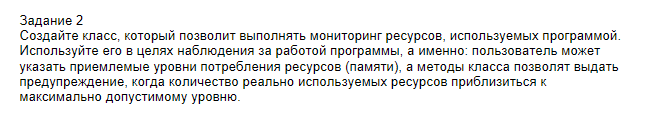 Задание 2
Создайте класс, который позволит выполнять мониторинг ресурсов, используемых программой.
Используйте его в целях наблюдения за работой программы, а именно: пользователь может
указать приемлемые уровни потребления ресурсов (памяти), а методы класса позволят выдать
предупреждение, когда количество реально используемых ресурсов приблизиться к
максимально допустимому уровню.